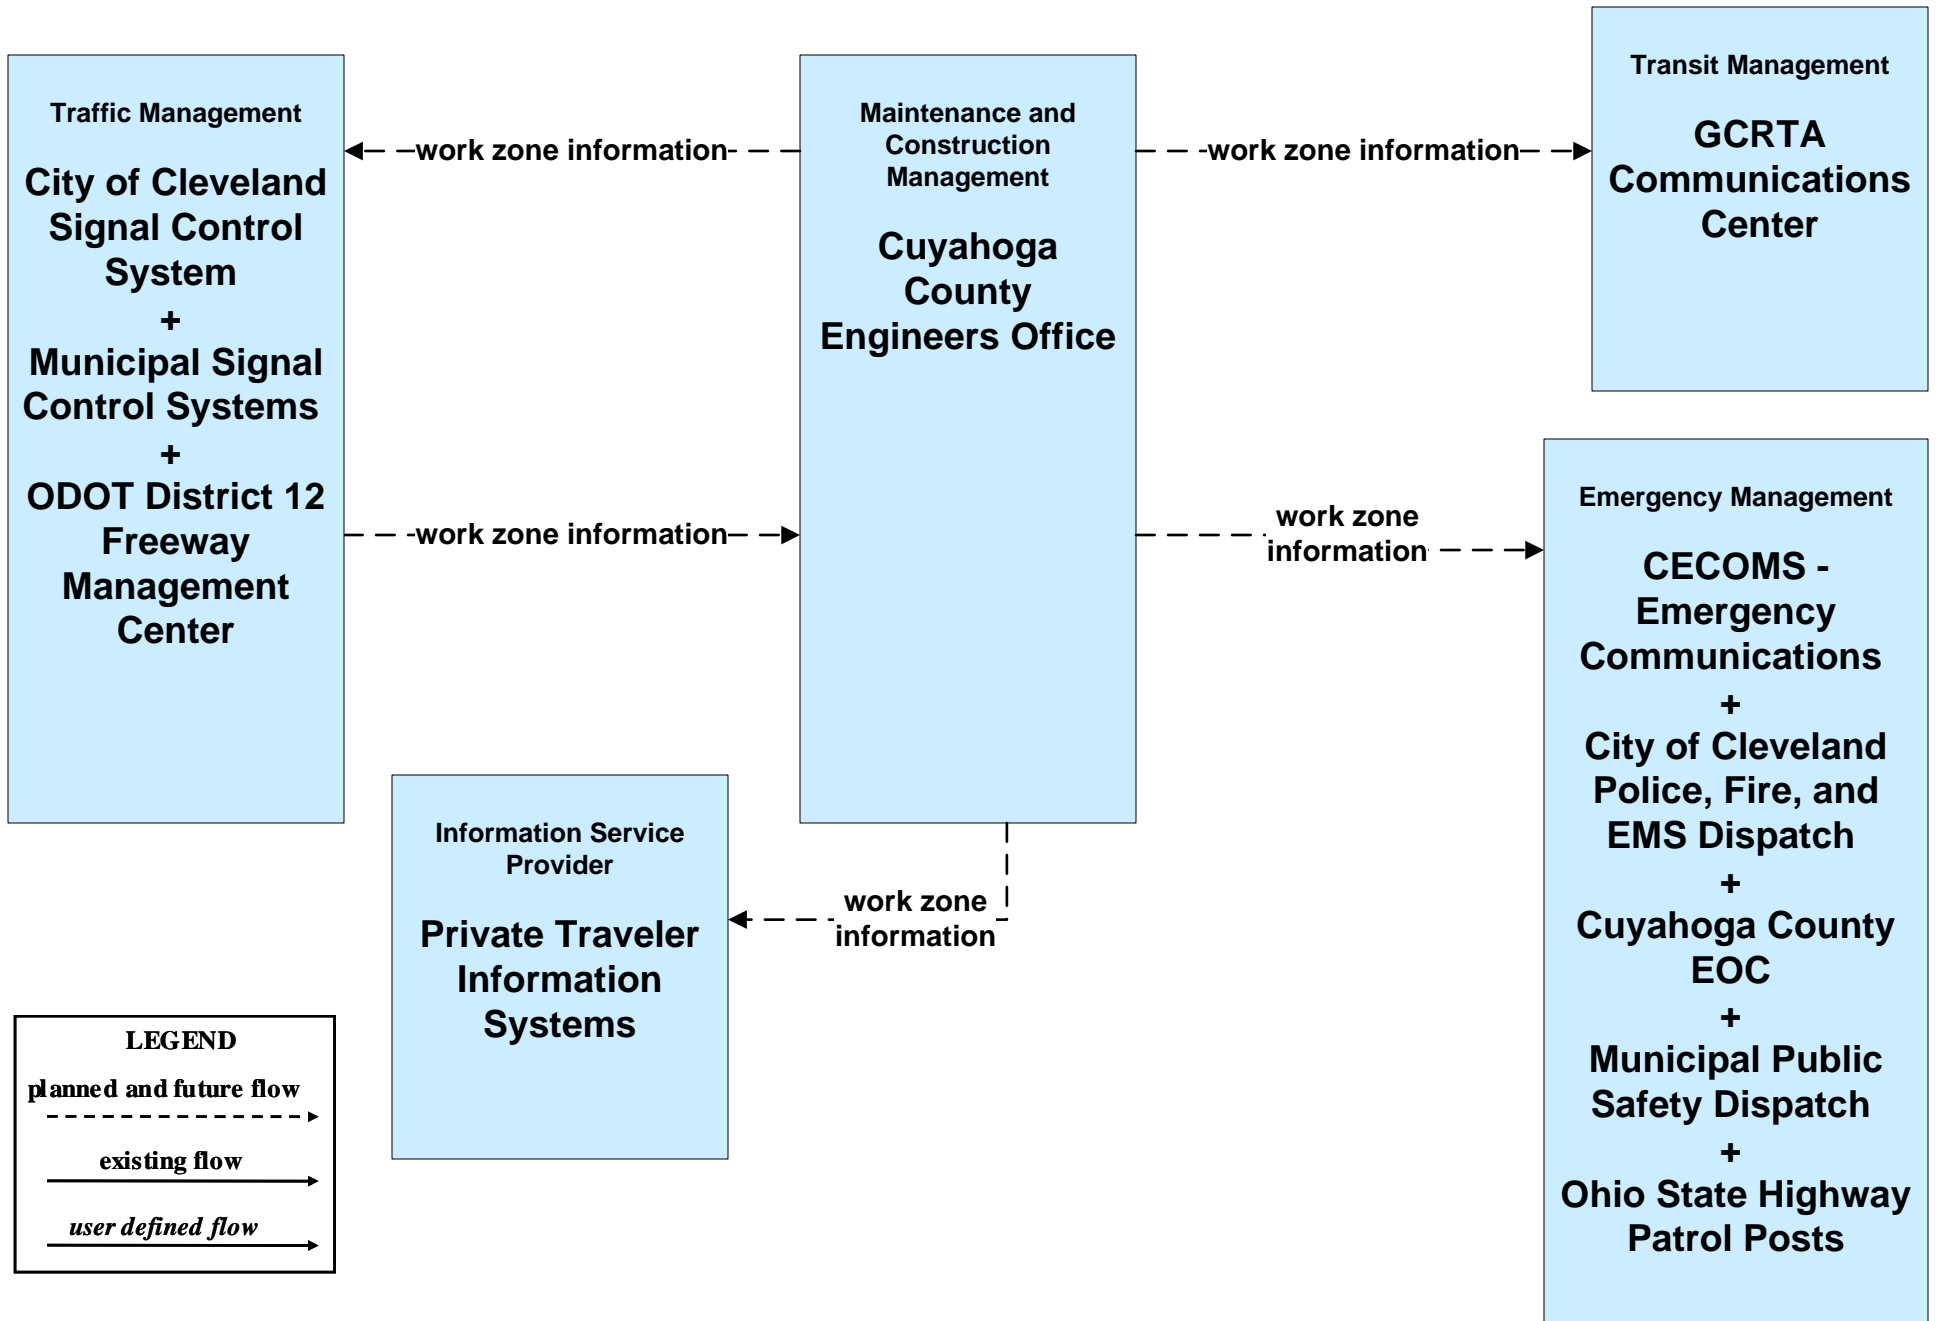 Traffic Management
City of Cleveland
Signal Control
System
+
Municipal Signal
Control Systems
+
ODOT District 12
Freeway
Management
Center
work zone information
work zone information
Maintenance and
Construction
Management
Cuyahoga
County
Engineers Office
work zone information
Transit Management
GCRTA
Communications
Center
work zone
information
Emergency Management
CECOMS -
Emergency
Communications
+
City of Cleveland
Police, Fire, and
EMS Dispatch
+
Cuyahoga County
EOC
+
Municipal Public
Safety Dispatch
+
Ohio State Highway
Patrol Posts
Information Service
Provider
Private Traveler
Information
Systems
work zone
information
LEGEND
planned and future flow
existing flow
user defined flow